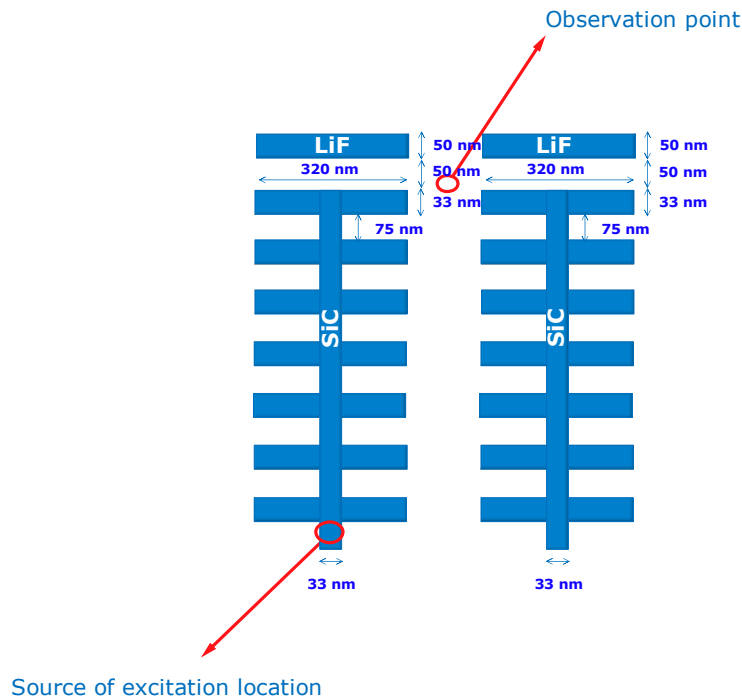 Observation point
LiF LiF
50 nm 50 nm
320 nm 50 nm 320 nm 50 nm
33 nm 33 nm
75 nm 75 nm
SiC SiC
33 nm 33 nm
Source of excitation location